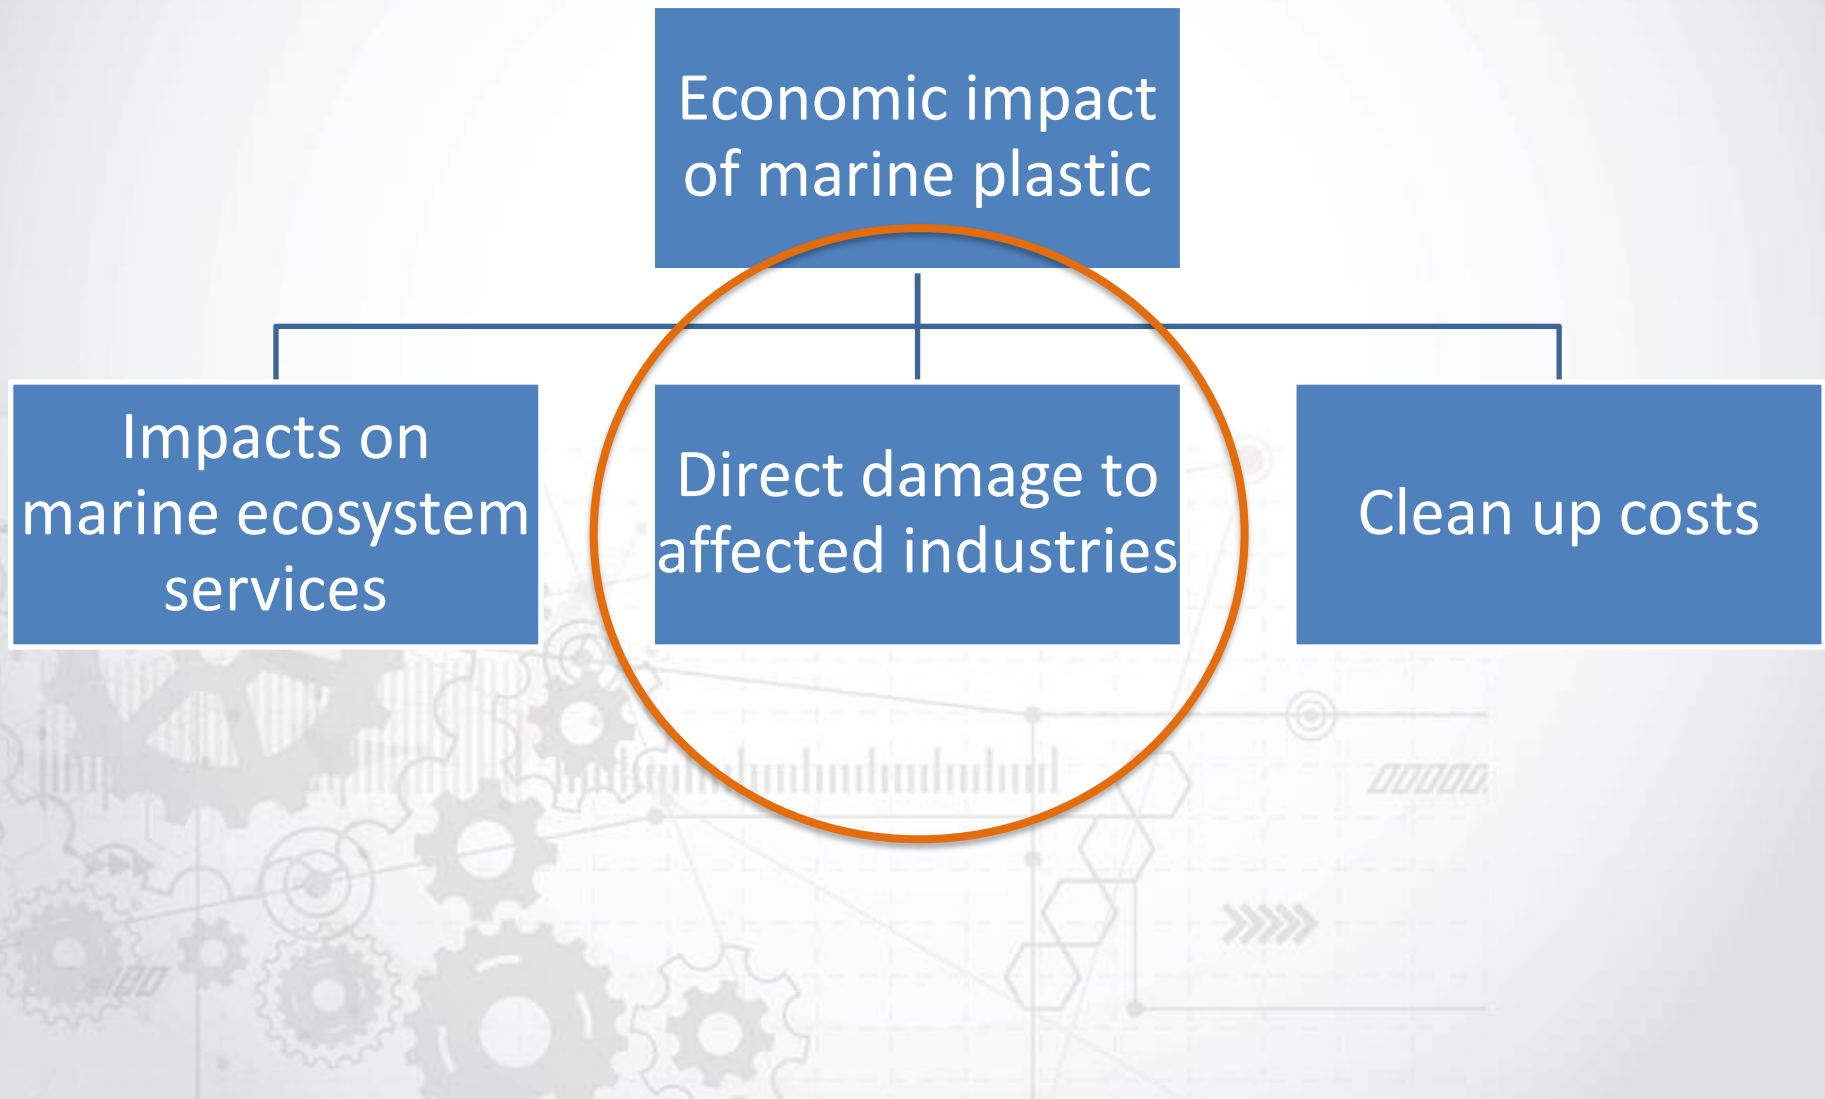 Economic impact
of marine plastic
Impacts on
marine ecosystem
services
Direct damage to
affected industries
Clean up costs